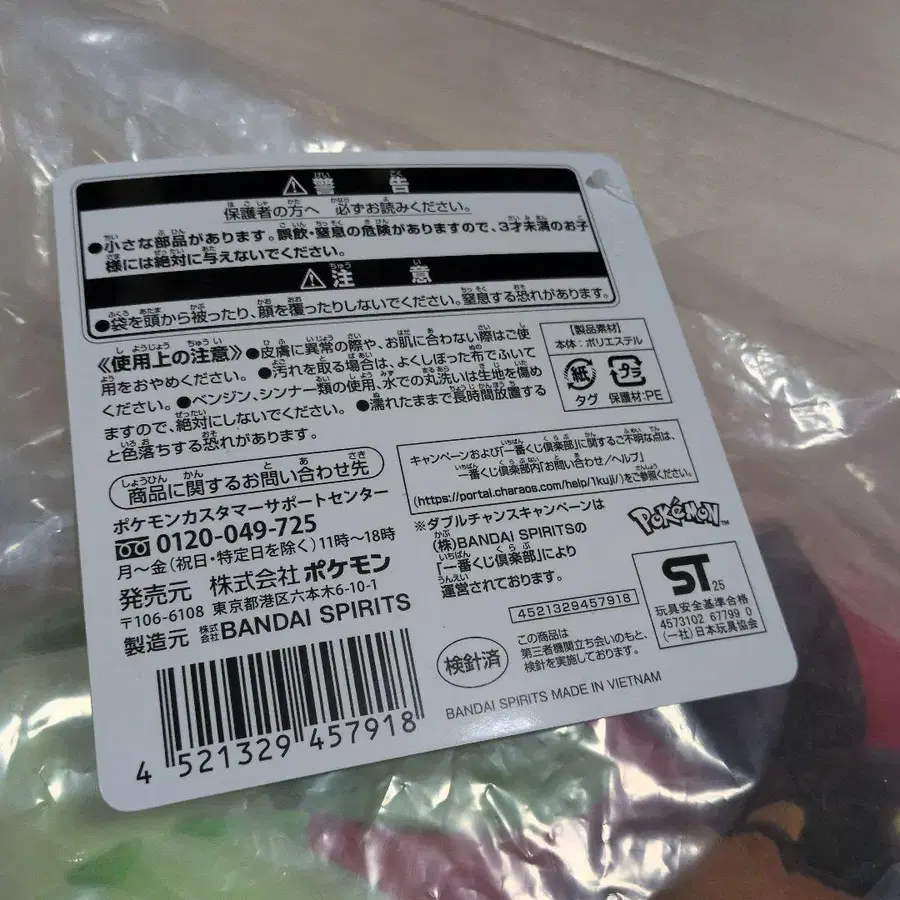 ⚠警告
保護者の方へ 必ずお読みください。
●小さな部品があります。誤飲・窒息の危険がありますので、3才未満のお子
様には絶対に与えないでください。
⚠注意
●袋を頭から被ったり、顔を覆ったりしないでください。窒息する恐れがあります。
《使用上の注意》●皮膚に異常の際や、お肌に合わない際はご使
用をおやめください。●汚れを取る場合は、よくしぼった布でふいて
ください。●ベンジン、シンナー類の使用、水での丸洗いは生地を傷め
ますので、絶対にしないでください。●濡れたままで長時間放置する
と色落ちする恐れがあります。
【製品素材】
本体：ポリエステル
紙 プラ
タグ 保護材:PE
商品に関するお問い合わせ先
ポケモンカスタマーサポートセンター
0120-049-725
月～金(祝日・特定日を除く)11時～18時
発売元 株式会社ポケモン
〒106-6108 東京都港区六本木6-10-1
製造元 株式会社BANDAI SPIRITS
4 521329 457918
キャンペーンおよび「一番くじ倶楽部」に関するご不明な点は、
一番くじ倶楽部内「お問い合わせ/ヘルプ」
(https://portal.charaos.com/help/1kuji/)をご参照ください。
※ダブルチャンスキャンペーンは
(株)BANDAI SPIRITSの
「一番くじ倶楽部」により
運営されております。
4521329457918
POKéMON™
ST 25
玩具安全基準合格
4573102 67799 0
(一社)日本玩具協会
検針済
この商品は
第三者機関立ち会いのもと、
検針を実施しております。
BANDAI SPIRITS MADE IN VIETNAM